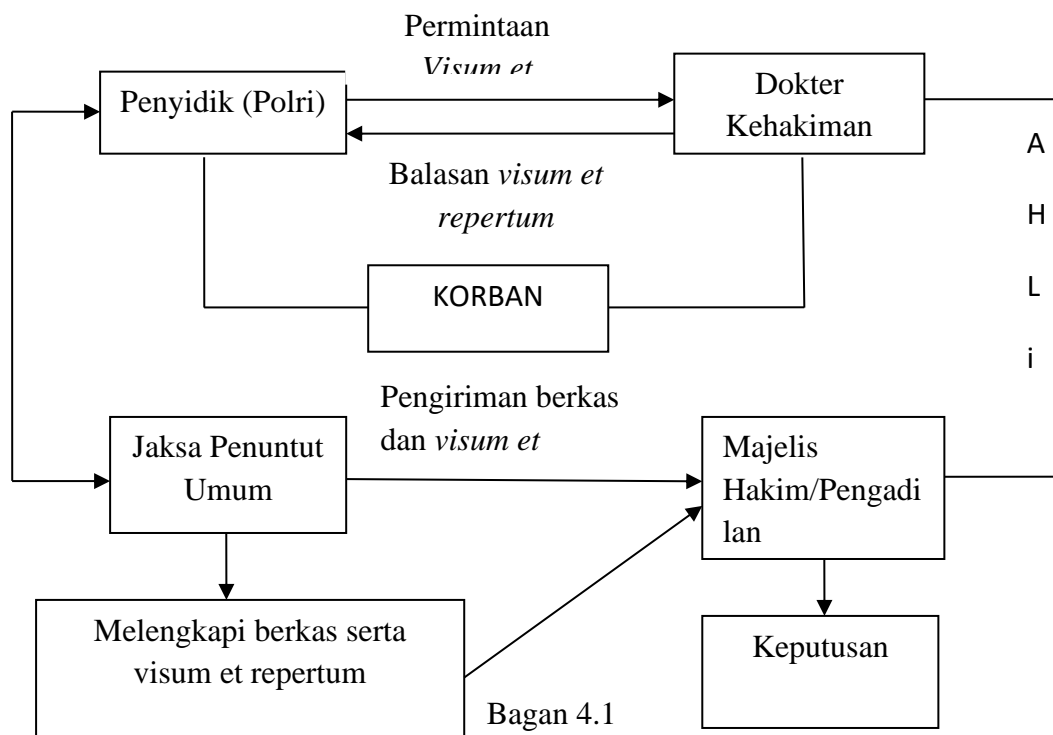 Permintaan
Visum et
Penyidik (Polri)
Dokter
Kehakiman
A
H
L
i
Balasan visum et
repertum
KORBAN
Pengiriman berkas
dan visum et
Jaksa Penuntut
Umum
Majelis
Hakim/Pengadi
lan
Melengkapi berkas serta
visum et repertum
Keputusan
Bagan 4.1